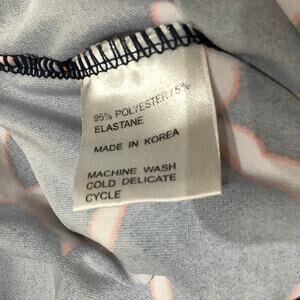 95% POLYESTER / 5%
ELASTANE
MADE IN KOREA
MACHINE WASH
COLD DELICATE
CYCLE